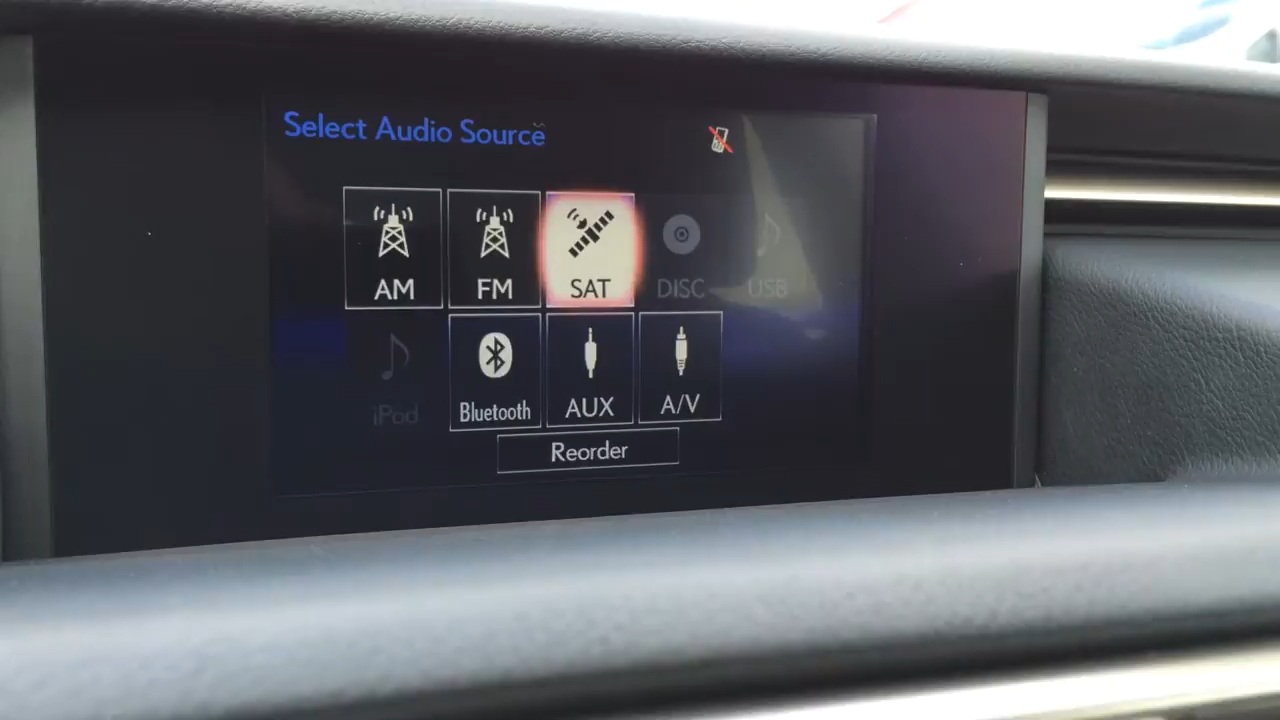 Select Audio Source
AM FM SAT DISC USB
iPod Bluetooth AUX A/V
Reorder